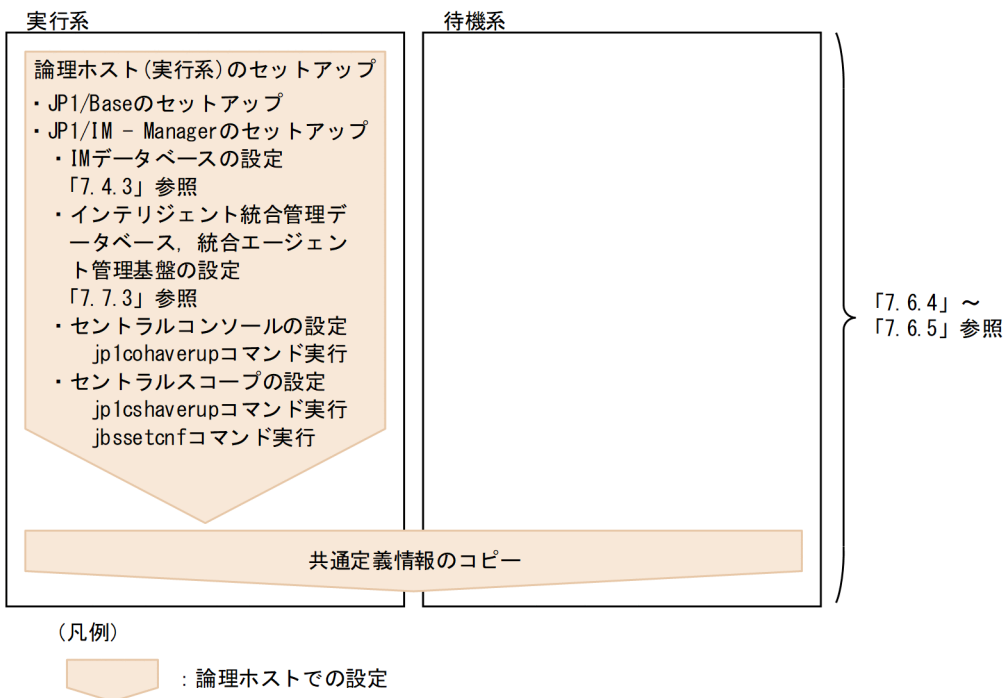 実行系
待機系
論理ホスト(実行系)のセットアップ
・JP1/Baseのセットアップ
・JP1/IM － Managerのセットアップ
・IMデータベースの設定
「7.4.3」参照
・インテリジェント統合管理デ
ータベース，統合エージェン
ト管理基盤の設定
「7.7.3」参照
・セントラルコンソールの設定
jp1cohaverupコマンド実行
・セントラルスコープの設定
jp1cshaverupコマンド実行
jbssetcnfコマンド実行
共通定義情報のコピー
「7.6.4」～
「7.6.5」参照
(凡例)
：論理ホストでの設定